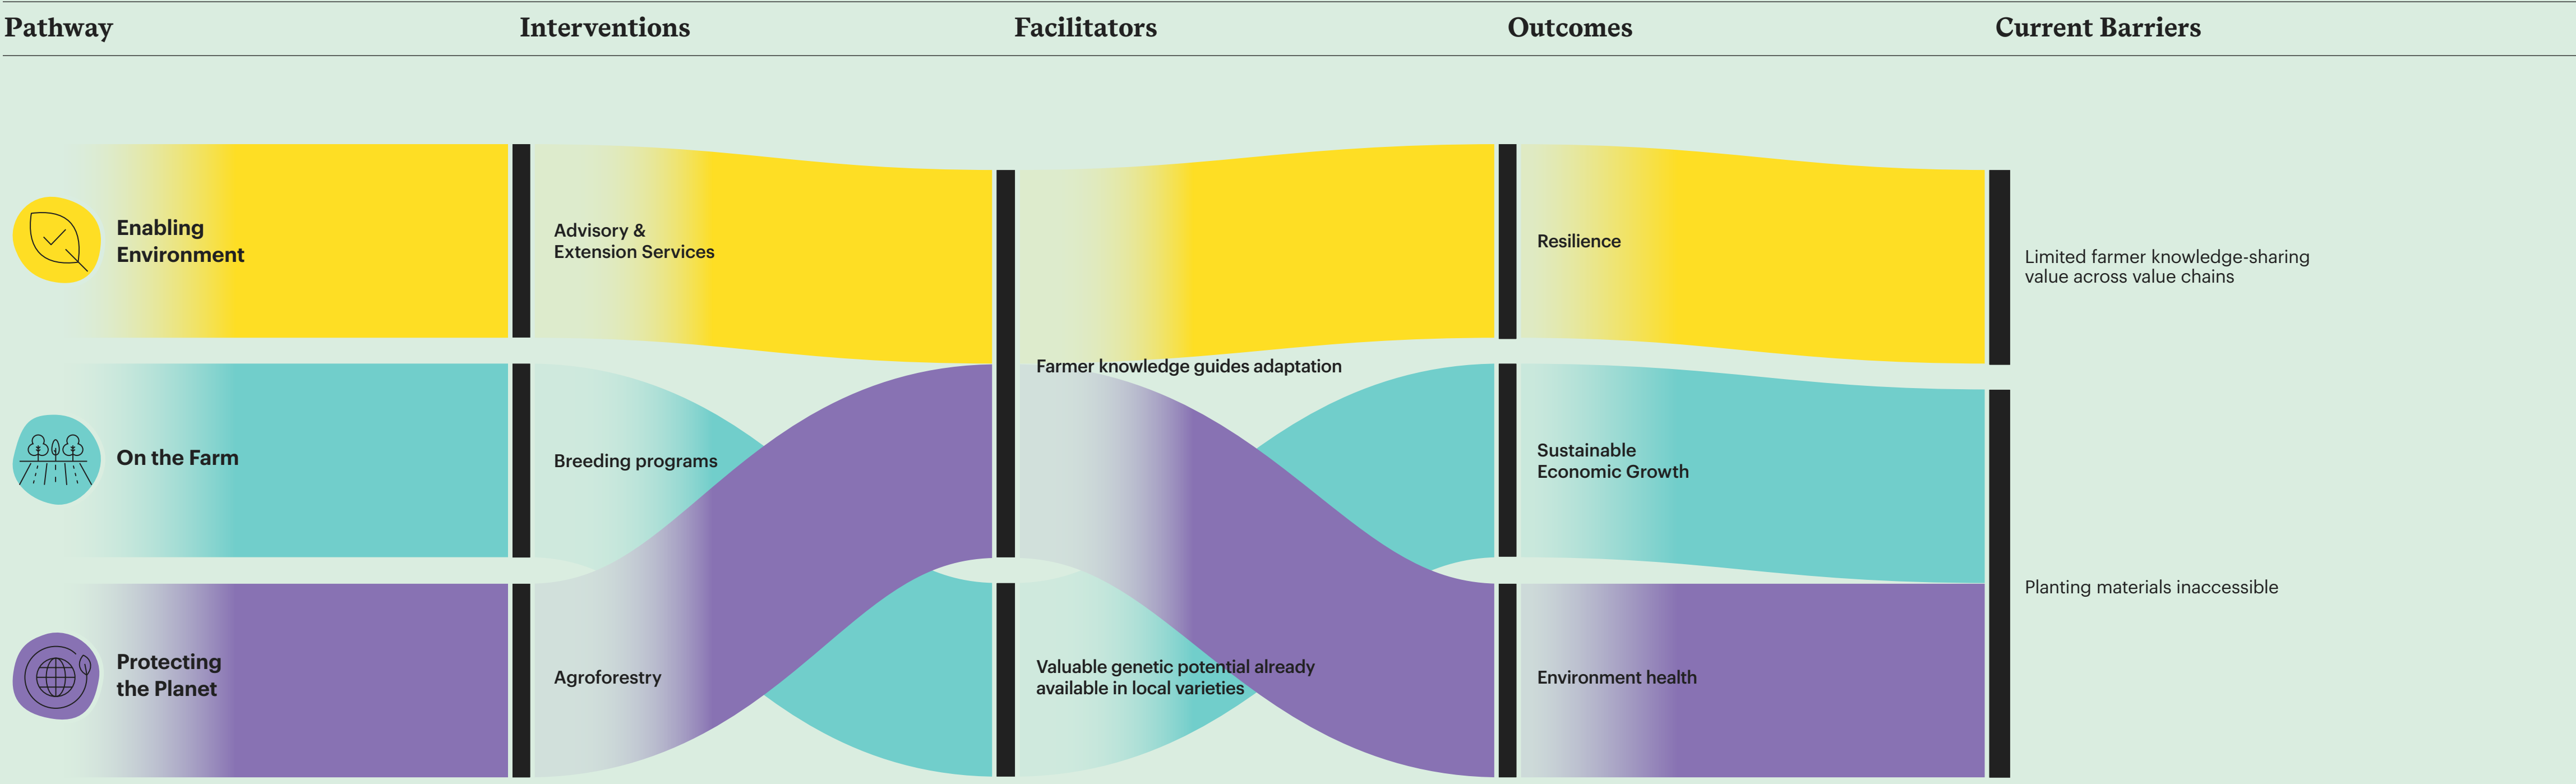 Pathway
Interventions
Facilitators
Outcomes
Current Barriers
Enabling
Environment
Advisory &
Extension Services
Farmer knowledge guides adaptation
Resilience
Limited farmer knowledge-sharing
value across value chains
On the Farm
Breeding programs
Sustainable
Economic Growth
Planting materials inaccessible
Protecting
the Planet
Agroforestry
Valuable genetic potential already
available in local varieties
Environment health